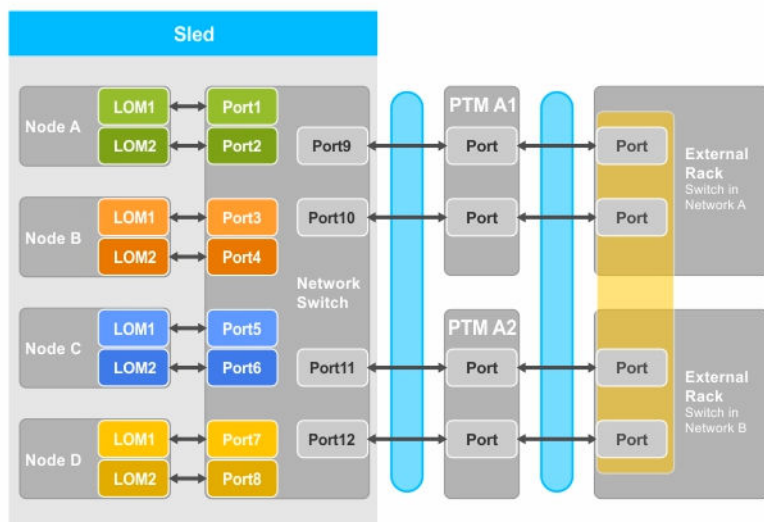 Sled
Node A
LOM1
Port1
LOM2
Port2
Port9
Node B
LOM1
Port3
LOM2
Port4
Port10
Network
Switch
Node C
LOM1
Port5
LOM2
Port6
Port11
Node D
LOM1
Port7
LOM2
Port8
Port12
PTM A1
Port
Port
PTM A2
Port
Port
Port
Port
External
Rack
Switch in
Network A
Port
Port
External
Rack
Switch in
Network B